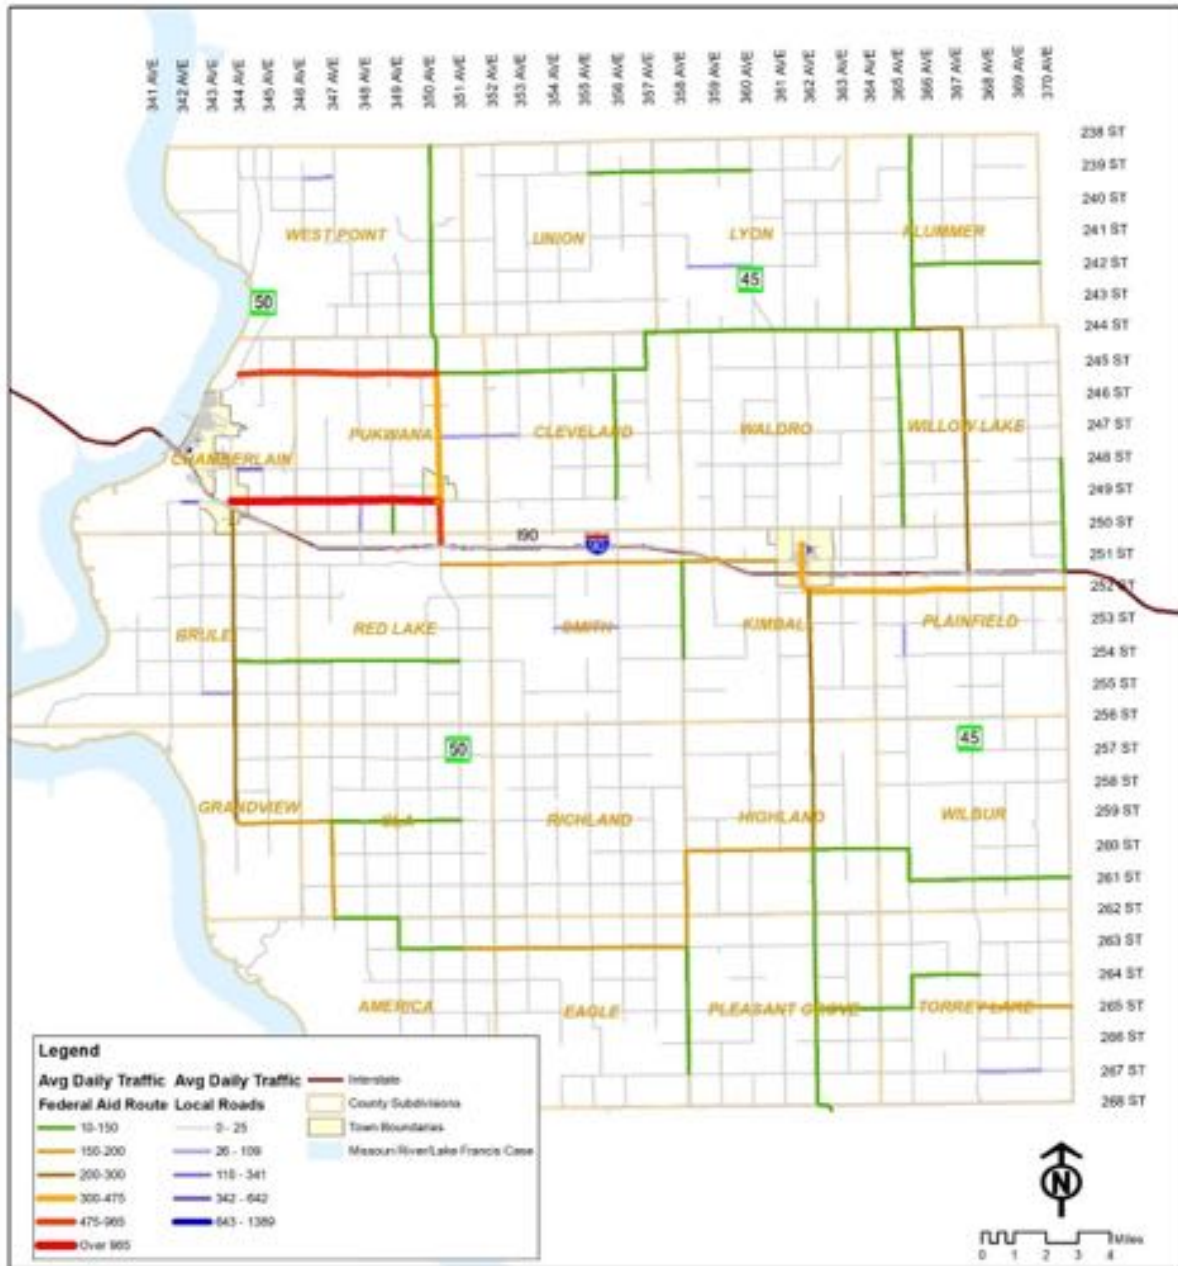 341 AVE
342 AVE
343 AVE
344 AVE
345 AVE
346 AVE
347 AVE
348 AVE
349 AVE
350 AVE
351 AVE
352 AVE
353 AVE
354 AVE
355 AVE
356 AVE
357 AVE
358 AVE
359 AVE
360 AVE
361 AVE
362 AVE
363 AVE
364 AVE
365 AVE
366 AVE
367 AVE
368 AVE
369 AVE
370 AVE
238 ST
239 ST
240 ST
241 ST
242 ST
243 ST
244 ST
245 ST
246 ST
247 ST
248 ST
249 ST
250 ST
251 ST
252 ST
253 ST
254 ST
255 ST
256 ST
257 ST
258 ST
259 ST
260 ST
261 ST
262 ST
263 ST
264 ST
265 ST
266 ST
267 ST
268 ST
WEST POINT
UNION
LYON
PLUMMER
50
45
PUKWANA
CLEVELAND
WALDRO
WILLOW LAKE
CHAMBERLAIN
I90
90
BRULE
RED LAKE
SMITH
KIMBAL
PLAINFIELD
50
45
GRANDVIEW
RICHLAND
HIGHLAND
WILBUR
AMERICA
EAGLE
PLEASANT GROVE
TORREY LAKE
Legend
Avg Daily Traffic Avg Daily Traffic Interstate
Federal Aid Route Local Roads County Subdivisions
10-150 0 - 25 Town Boundaries
150-200 26 - 109 Missouri River/Lake Francis Case
200-300 110 - 341
300-475 342 - 642
475-965 643 - 1389
Over 965
N
Miles
0 1 2 3 4